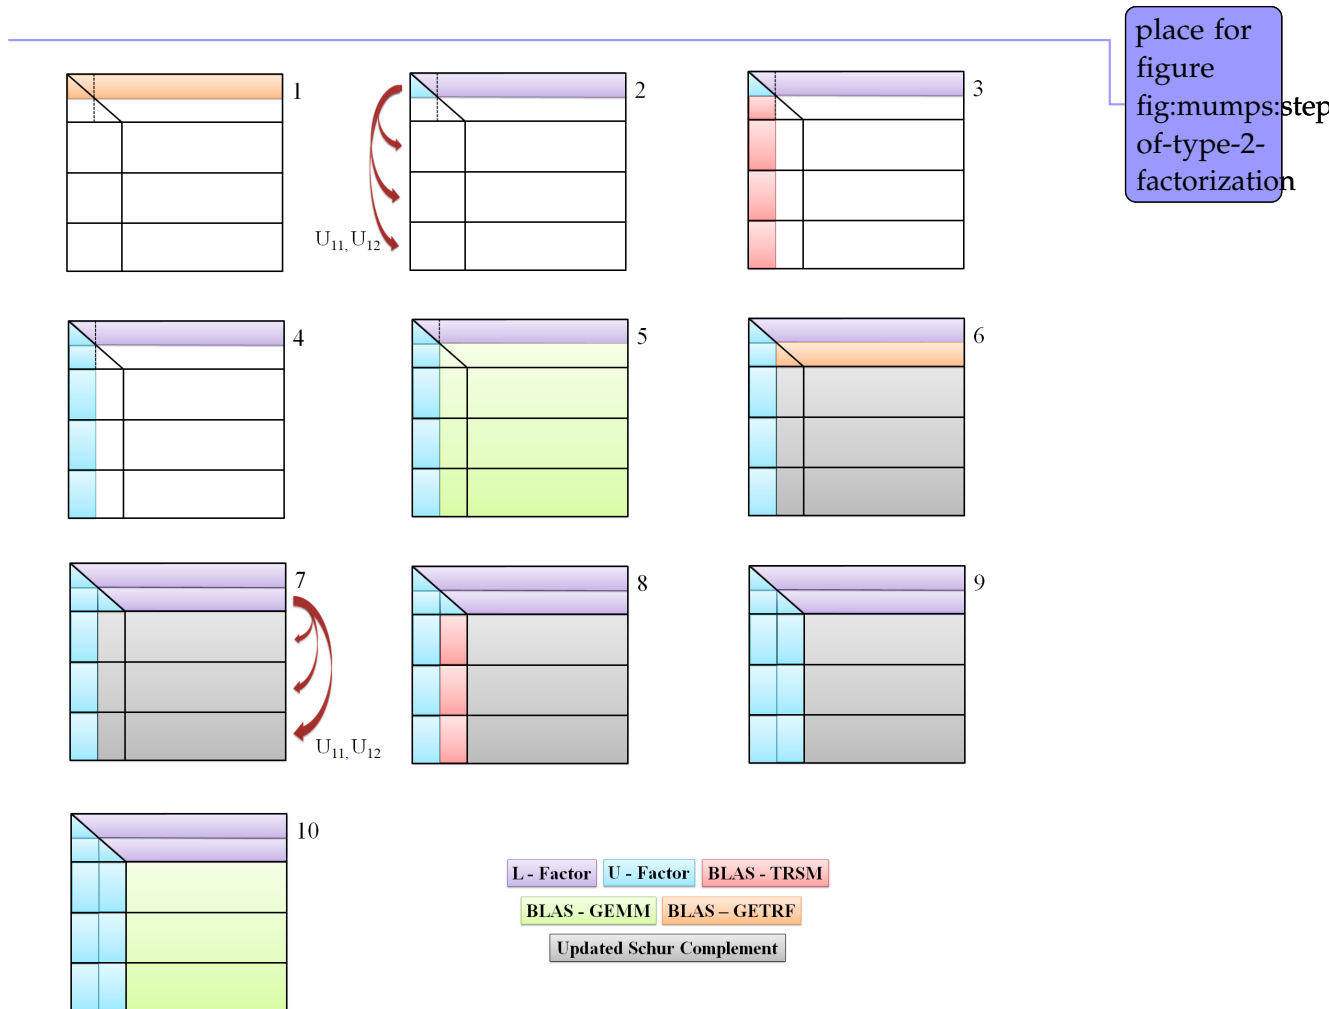 place for
figure
fig:mumps:step
of-type-2-
factorization
1
2
3
U11, U12
4
5
6
7
8
9
U11, U12
10
L - Factor
U - Factor
BLAS - TRSM
BLAS - GEMM
BLAS – GETRF
Updated Schur Complement